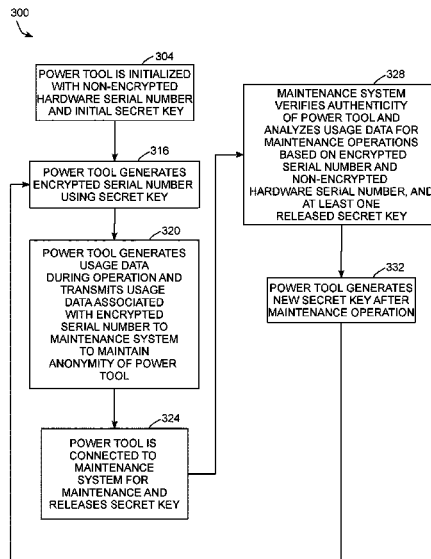 300
304
POWER TOOL IS INITIALIZED
WITH NON-ENCRYPTED
HARDWARE SERIAL NUMBER
AND INITIAL SECRET KEY
316
POWER TOOL GENERATES
ENCRYPTED SERIAL NUMBER
USING SECRET KEY
320
POWER TOOL GENERATES
USAGE DATA
DURING OPERATION AND
TRANSMITS USAGE
DATA ASSOCIATED
WITH ENCRYPTED
SERIAL NUMBER TO
MAINTENANCE SYSTEM
TO MAINTAIN
ANONYMITY OF POWER
TOOL
324
POWER TOOL IS
CONNECTED TO
MAINTENANCE
SYSTEM FOR
MAINTENANCE AND
RELEASES SECRET KEY
328
MAINTENANCE SYSTEM
VERIFIES AUTHENTICITY
OF POWER TOOL AND
ANALYZES USAGE DATA FOR
MAINTENANCE OPERATIONS
BASED ON ENCRYPTED
SERIAL NUMBER AND
NON-ENCRYPTED
HARDWARE SERIAL NUMBER, AND
AT LEAST ONE
RELEASED SECRET KEY
332
POWER TOOL GENERATES
NEW SECRET KEY AFTER
MAINTENANCE OPERATION